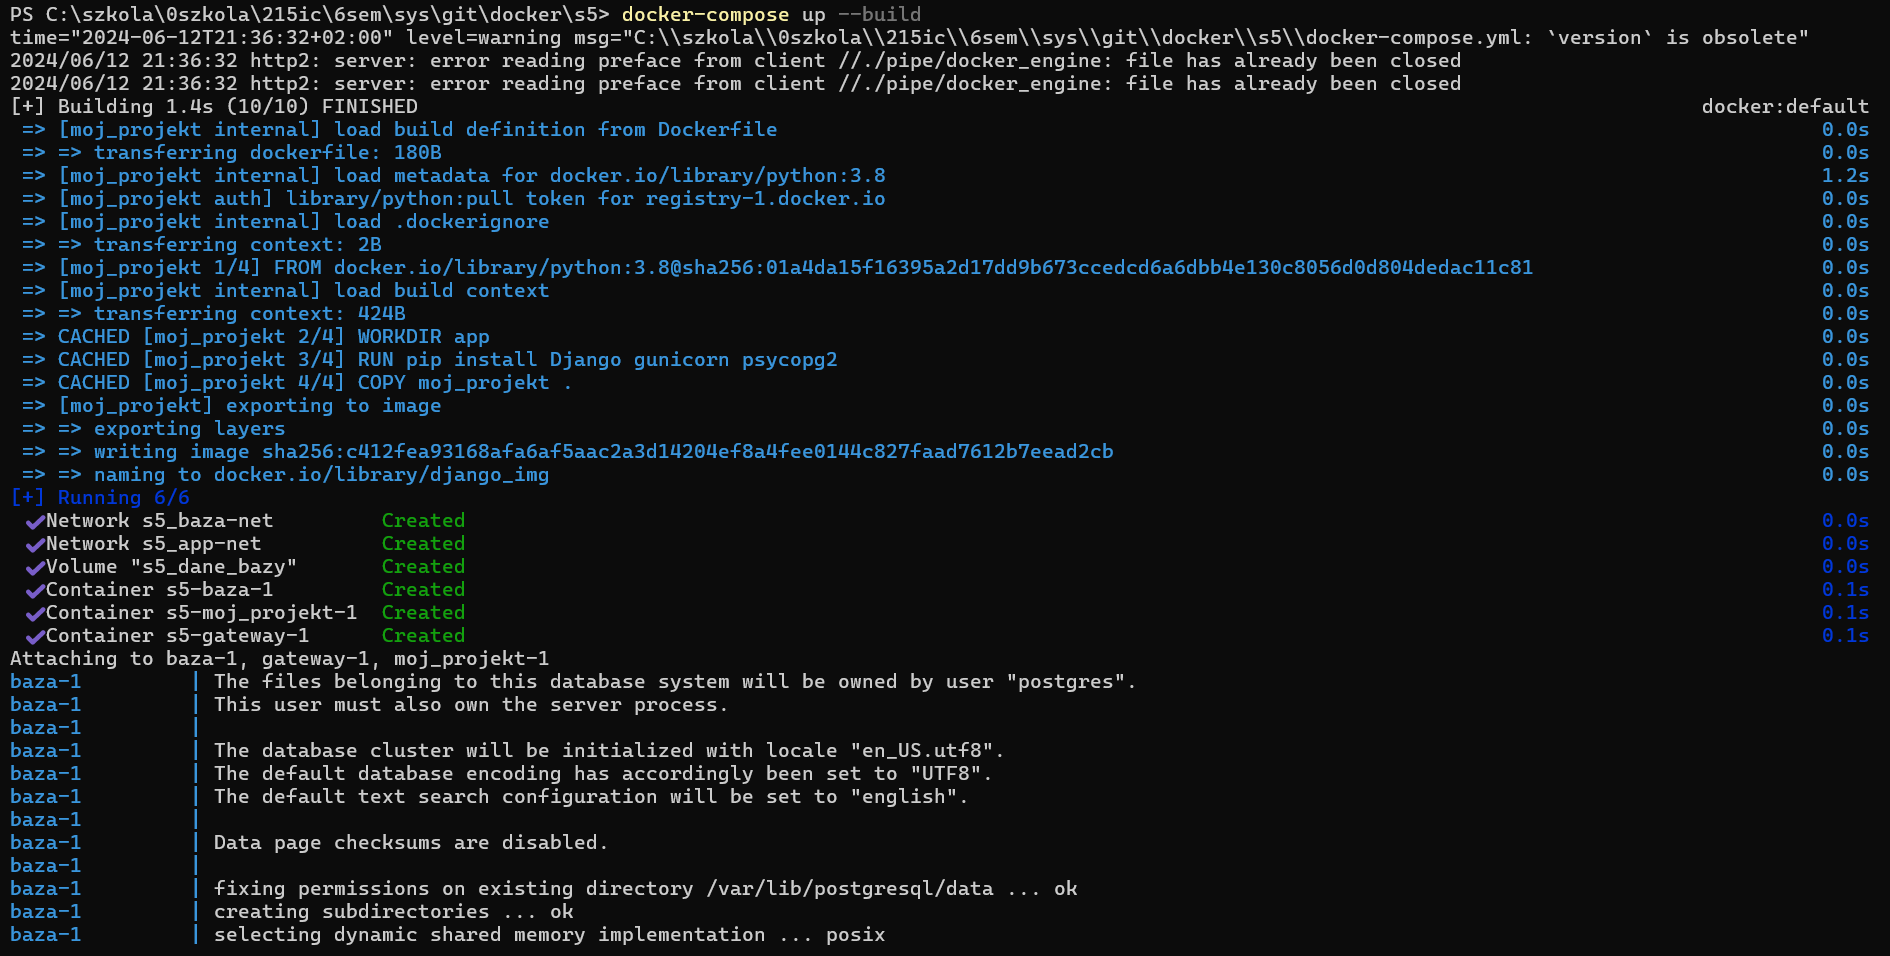 PS C:\szkola\0szkola\215ic\6sem\sys\git\docker\s5> docker-compose up --build
time="2024-06-12T21:36:32+02:00" level=warning msg="C:\\szkola\\0szkola\\215ic\\6sem\\sys\\git\\docker\\s5\\docker-compose.yml: `version` is obsolete"
2024/06/12 21:36:32 http2: server: error reading preface from client //./pipe/docker_engine: file has already been closed
2024/06/12 21:36:32 http2: server: error reading preface from client //./pipe/docker_engine: file has already been closed
[+] Building 1.4s (10/10) FINISHED docker:default
=> [moj_projekt internal] load build definition from Dockerfile 0.0s
=> => transferring dockerfile: 180B 0.0s
=> [moj_projekt internal] load metadata for docker.io/library/python:3.8 1.2s
=> [moj_projekt auth] library/python:pull token for registry-1.docker.io 0.0s
=> [moj_projekt internal] load .dockerignore 0.0s
=> => transferring context: 2B 0.0s
=> [moj_projekt 1/4] FROM docker.io/library/python:3.8@sha256:01a4da15f16395a2d17dd9b673ccedcd6a6dbb4e130c8056d0d804dedac11c81 0.0s
=> [moj_projekt internal] load build context 0.0s
=> => transferring context: 424B 0.0s
=> CACHED [moj_projekt 2/4] WORKDIR app 0.0s
=> CACHED [moj_projekt 3/4] RUN pip install Django gunicorn psycopg2 0.0s
=> CACHED [moj_projekt 4/4] COPY moj_projekt . 0.0s
=> [moj_projekt] exporting to image 0.0s
=> => exporting layers 0.0s
=> => writing image sha256:c412fea93168afa6af5aac2a3d14204ef8a4fee0144c827faad7612b7eead2cb 0.0s
=> => naming to docker.io/library/django_img 0.0s
[+] Running 6/6
✔Network s5_baza-net Created 0.0s
✔Network s5_app-net Created 0.0s
✔Volume "s5_dane_bazy" Created 0.0s
✔Container s5-baza-1 Created 0.1s
✔Container s5-moj_projekt-1 Created 0.1s
✔Container s5-gateway-1 Created 0.1s
Attaching to baza-1, gateway-1, moj_projekt-1
baza-1 | The files belonging to this database system will be owned by user "postgres".
baza-1 | This user must also own the server process.
baza-1 |
baza-1 | The database cluster will be initialized with locale "en_US.utf8".
baza-1 | The default database encoding has accordingly been set to "UTF8".
baza-1 | The default text search configuration will be set to "english".
baza-1 |
baza-1 | Data page checksums are disabled.
baza-1 |
baza-1 | fixing permissions on existing directory /var/lib/postgresql/data ... ok
baza-1 | creating subdirectories ... ok
baza-1 | selecting dynamic shared memory implementation ... posix